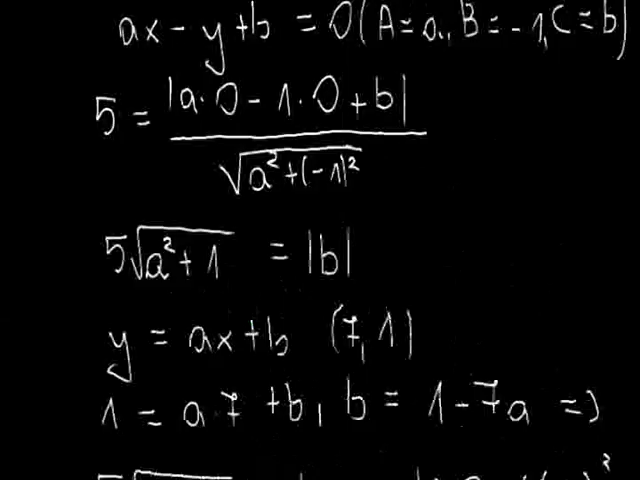 ax - y + b = 0 (A = a, B = -1, C = b)
5 = |a·0 - 1·0 + b| / √(a² + (-1)²)
5√(a² + 1) = |b|
y = ax + b (7, 1)
1 = a7 + b, b = 1 - 7a =>